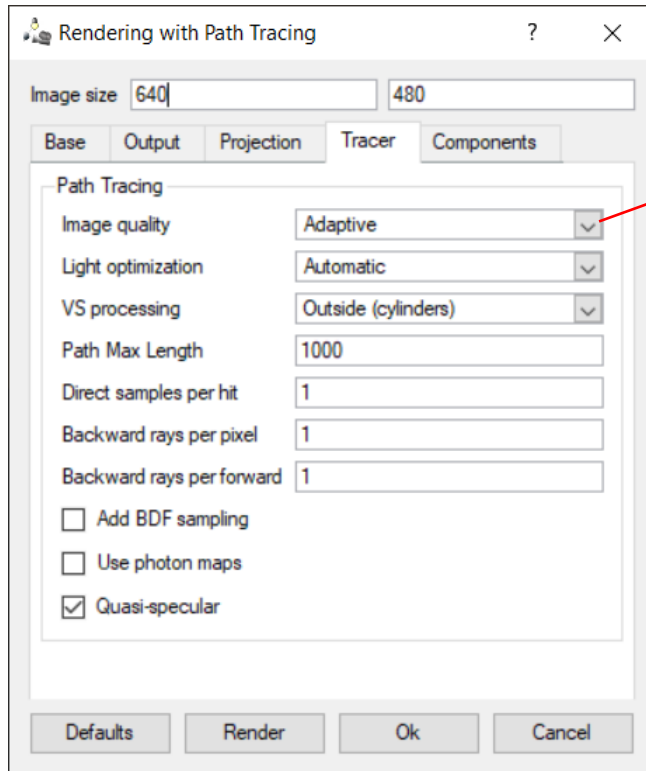 Rendering with Path Tracing ?
Image size 640 480
Base Output Projection Tracer Components
Path Tracing
Image quality Adaptive
Light optimization Automatic
VS processing Outside (cylinders)
Path Max Length 1000
Direct samples per hit 1
Backward rays per pixel 1
Backward rays per forward 1
Add BDF sampling
Use photon maps
Quasi-specular
Defaults Render Ok Cancel